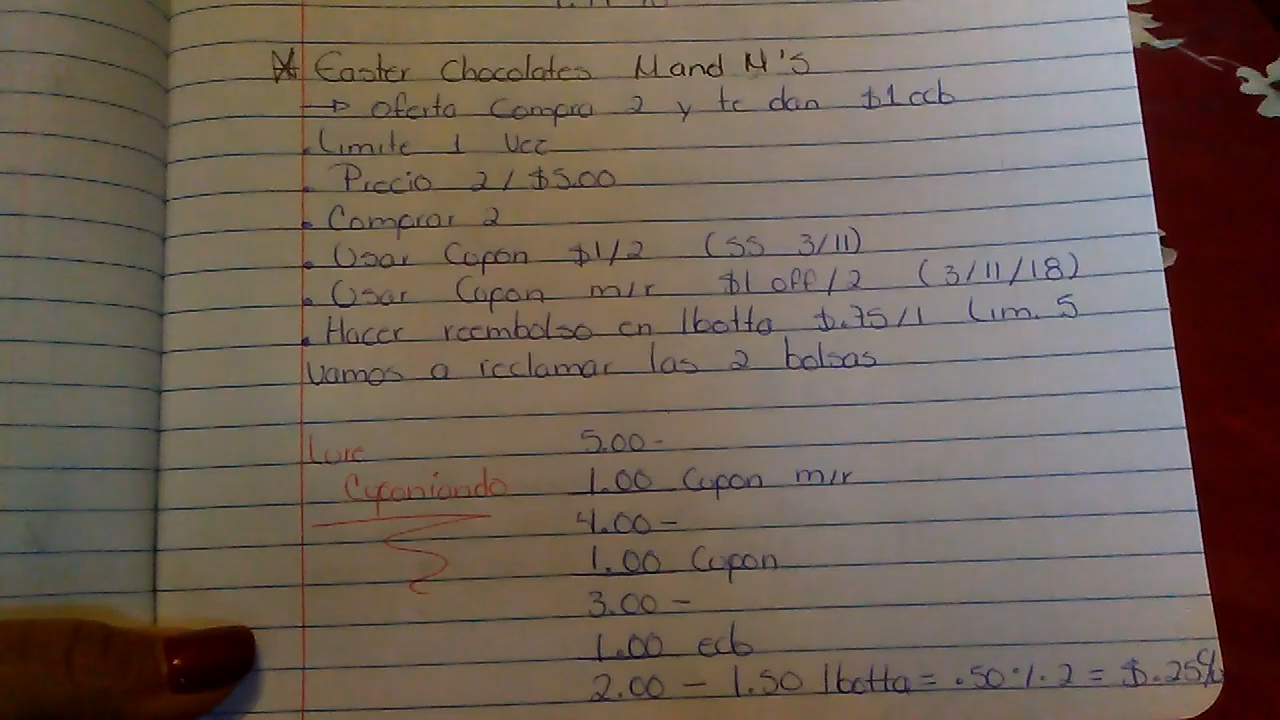 Easter Chocolates M and M's
→ Oferta Compra 2 y te dan $1 ecb
. Limite 1 Vez
. Precio 2/$5.00
. Comprar 2
. Usar Cupon $1/2 (SS 3/11)
. Usar Cupon m/r $1 off/2 (3/11/18)
. Hacer reembolso en Ibotta $.75/1 Lim. 5
Vamos a reclamar las 2 bolsas
5.00-
Cuponiando 1.00 Cupon m/r
4.00-
1.00 Cupon
3.00-
1.00 ecb
2.00 - 1.50 Ibotta = .50 ÷ 2 = $.25